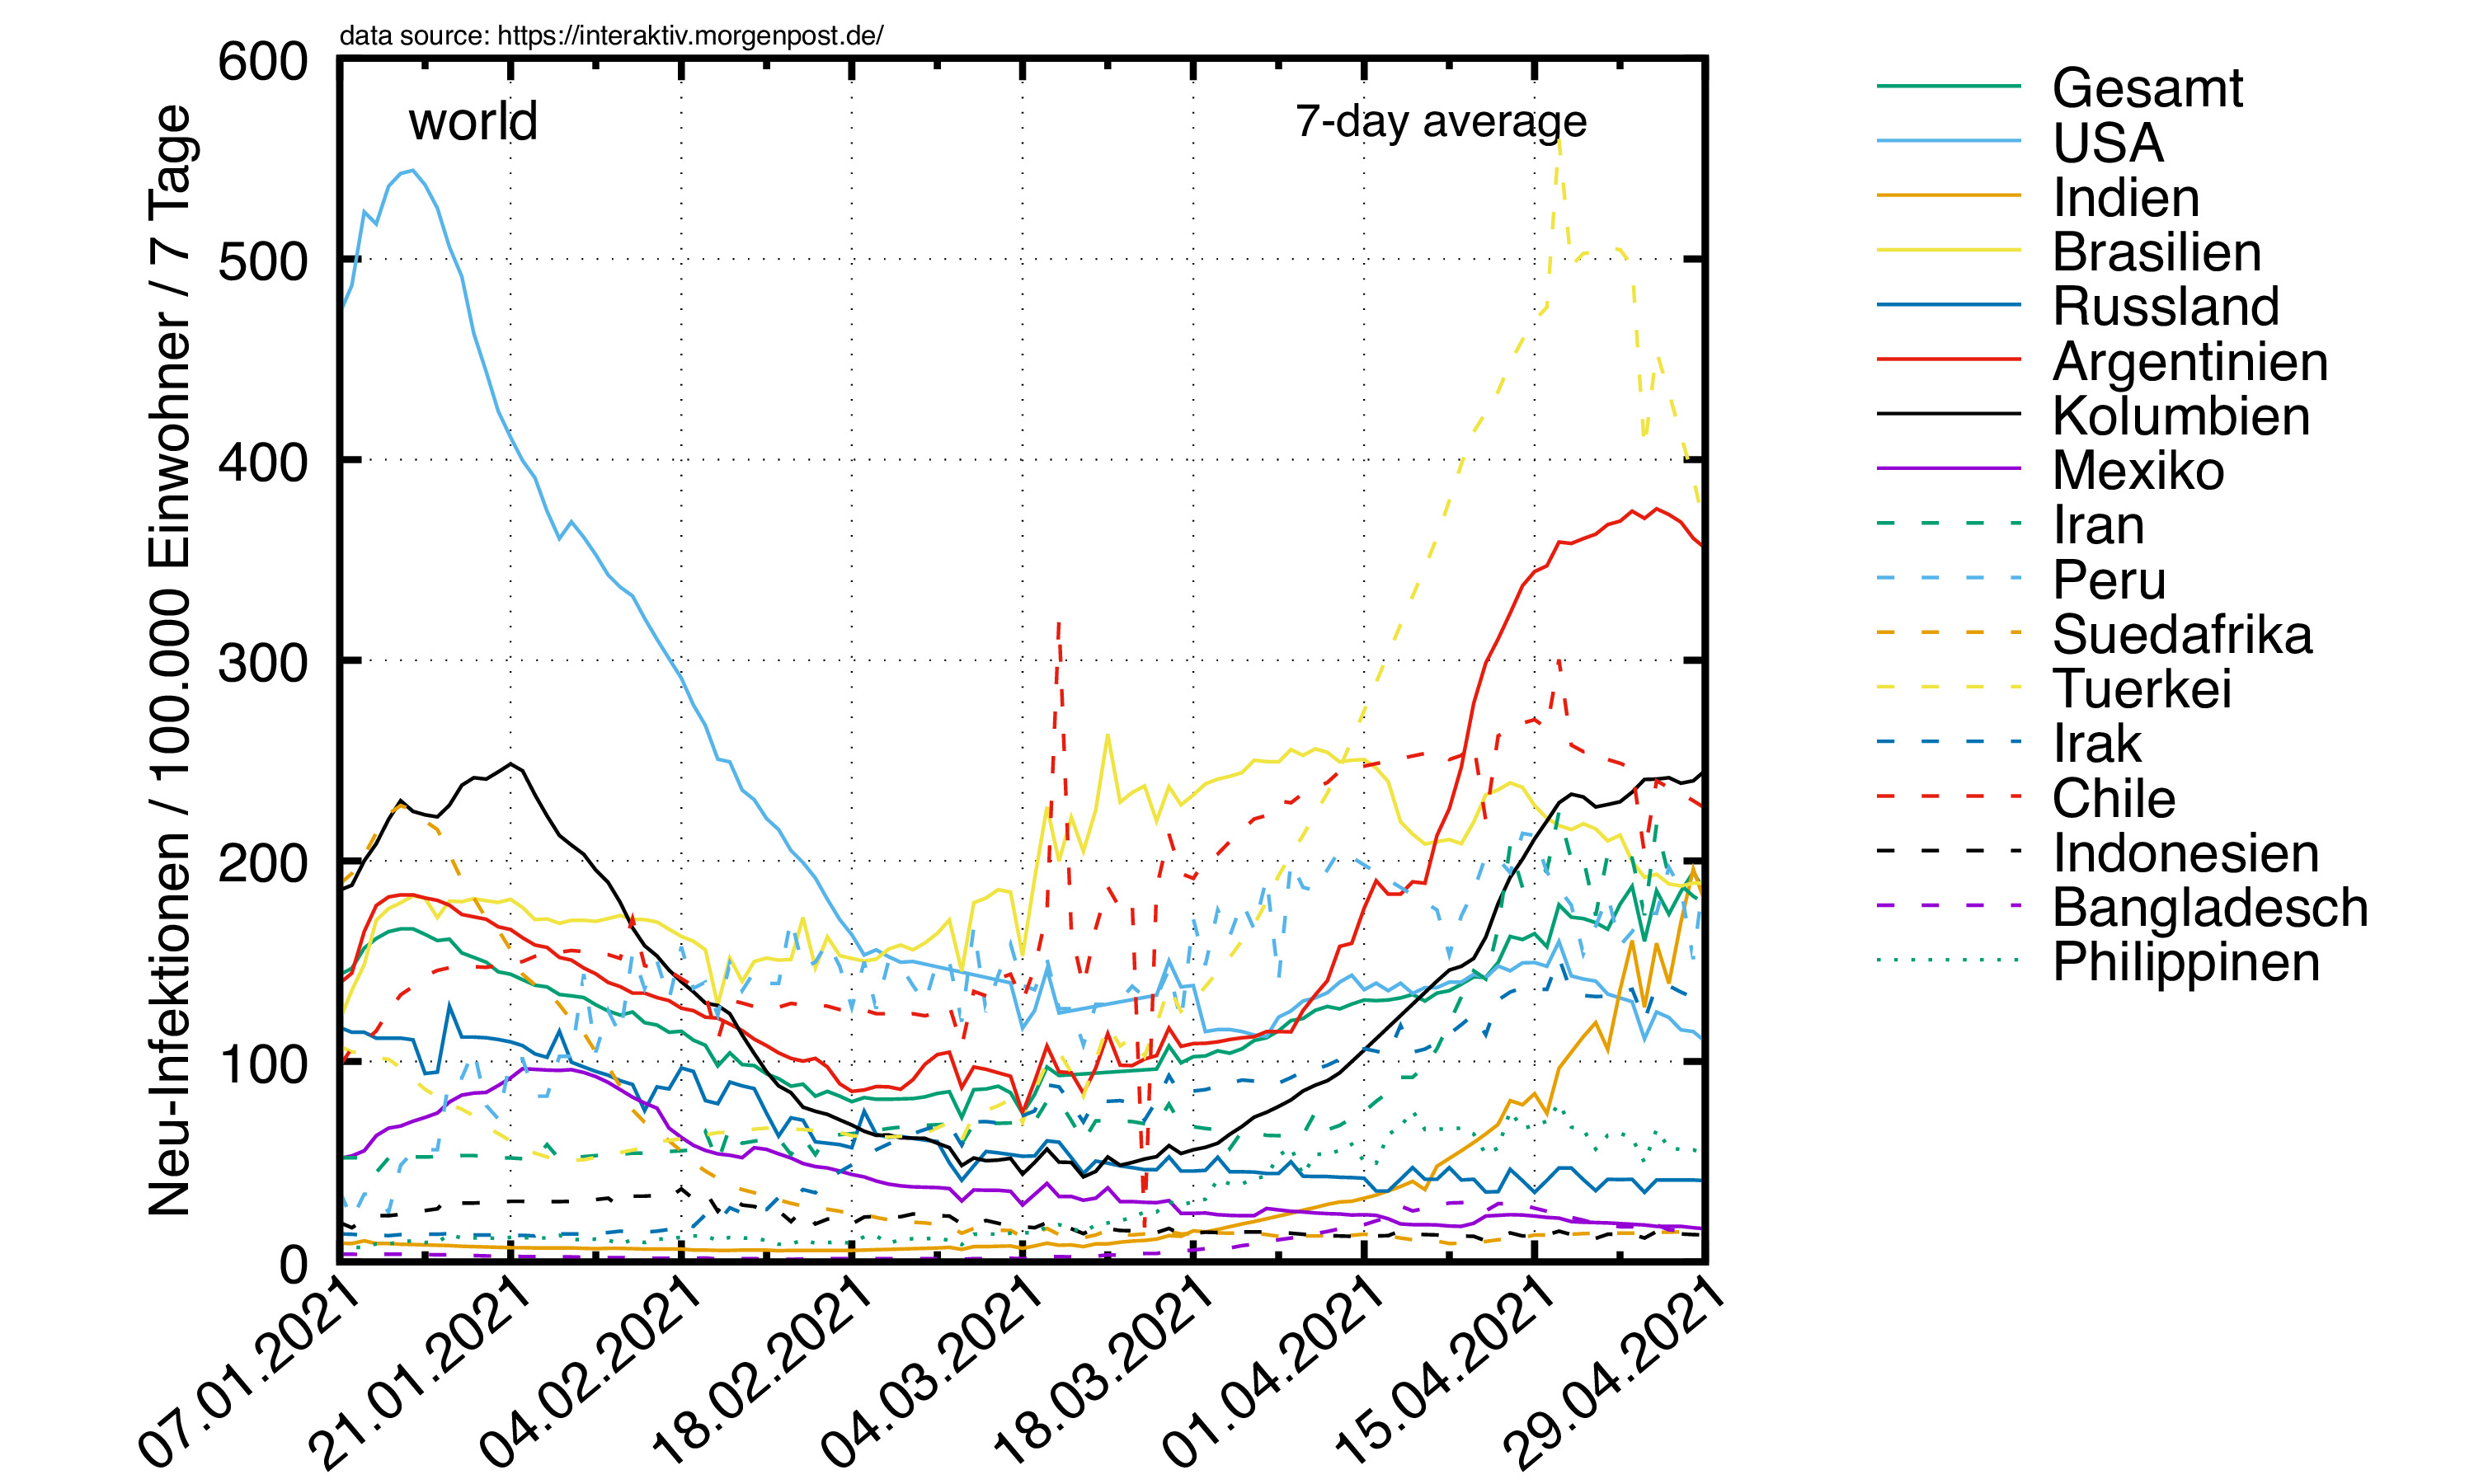 data source: https://interaktiv.morgenpost.de/
world
7-day average
Neu-Infektionen / 100.000 Einwohner / 7 Tage
600
500
400
300
200
100
0
07.01.2021
21.01.2021
04.02.2021
18.02.2021
04.03.2021
18.03.2021
01.04.2021
15.04.2021
29.04.2021
Gesamt
USA
Indien
Brasilien
Russland
Argentinien
Kolumbien
Mexiko
Iran
Peru
Suedafrika
Tuerkei
Irak
Chile
Indonesien
Bangladesch
Philippinen